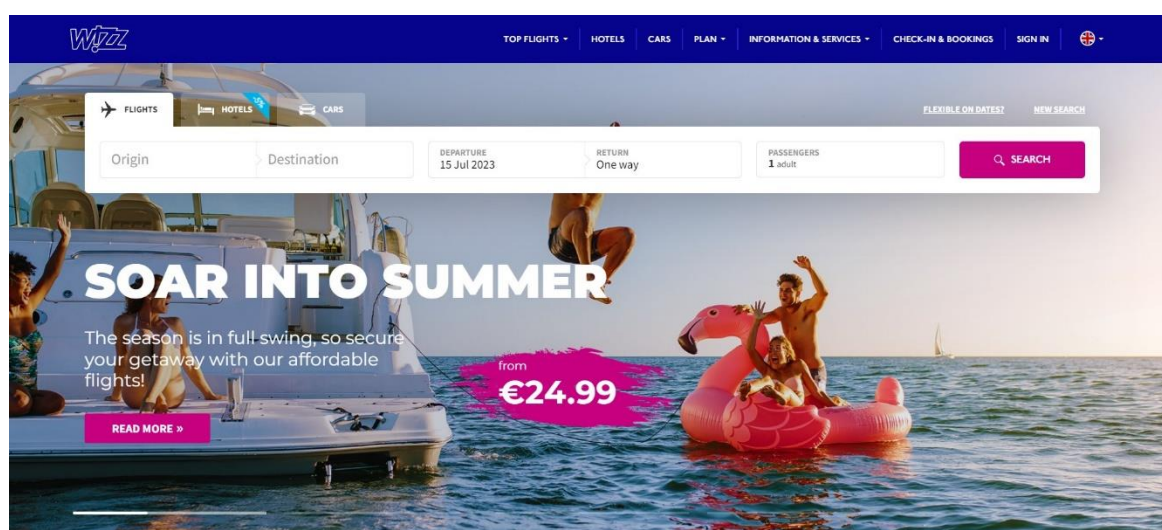 WIZZ
TOP FLIGHTS
HOTELS
CARS
PLAN
INFORMATION & SERVICES
CHECK-IN & BOOKINGS
SIGN IN
FLIGHTS
HOTELS
-5%
CARS
FLEXIBLE ON DATES?
NEW SEARCH
Origin
Destination
DEPARTURE
15 Jul 2023
RETURN
One way
PASSENGERS
1 adult
SEARCH
SOAR INTO SUMMER
The season is in full swing, so secure
your getaway with our affordable
flights!
from
€24.99
READ MORE »